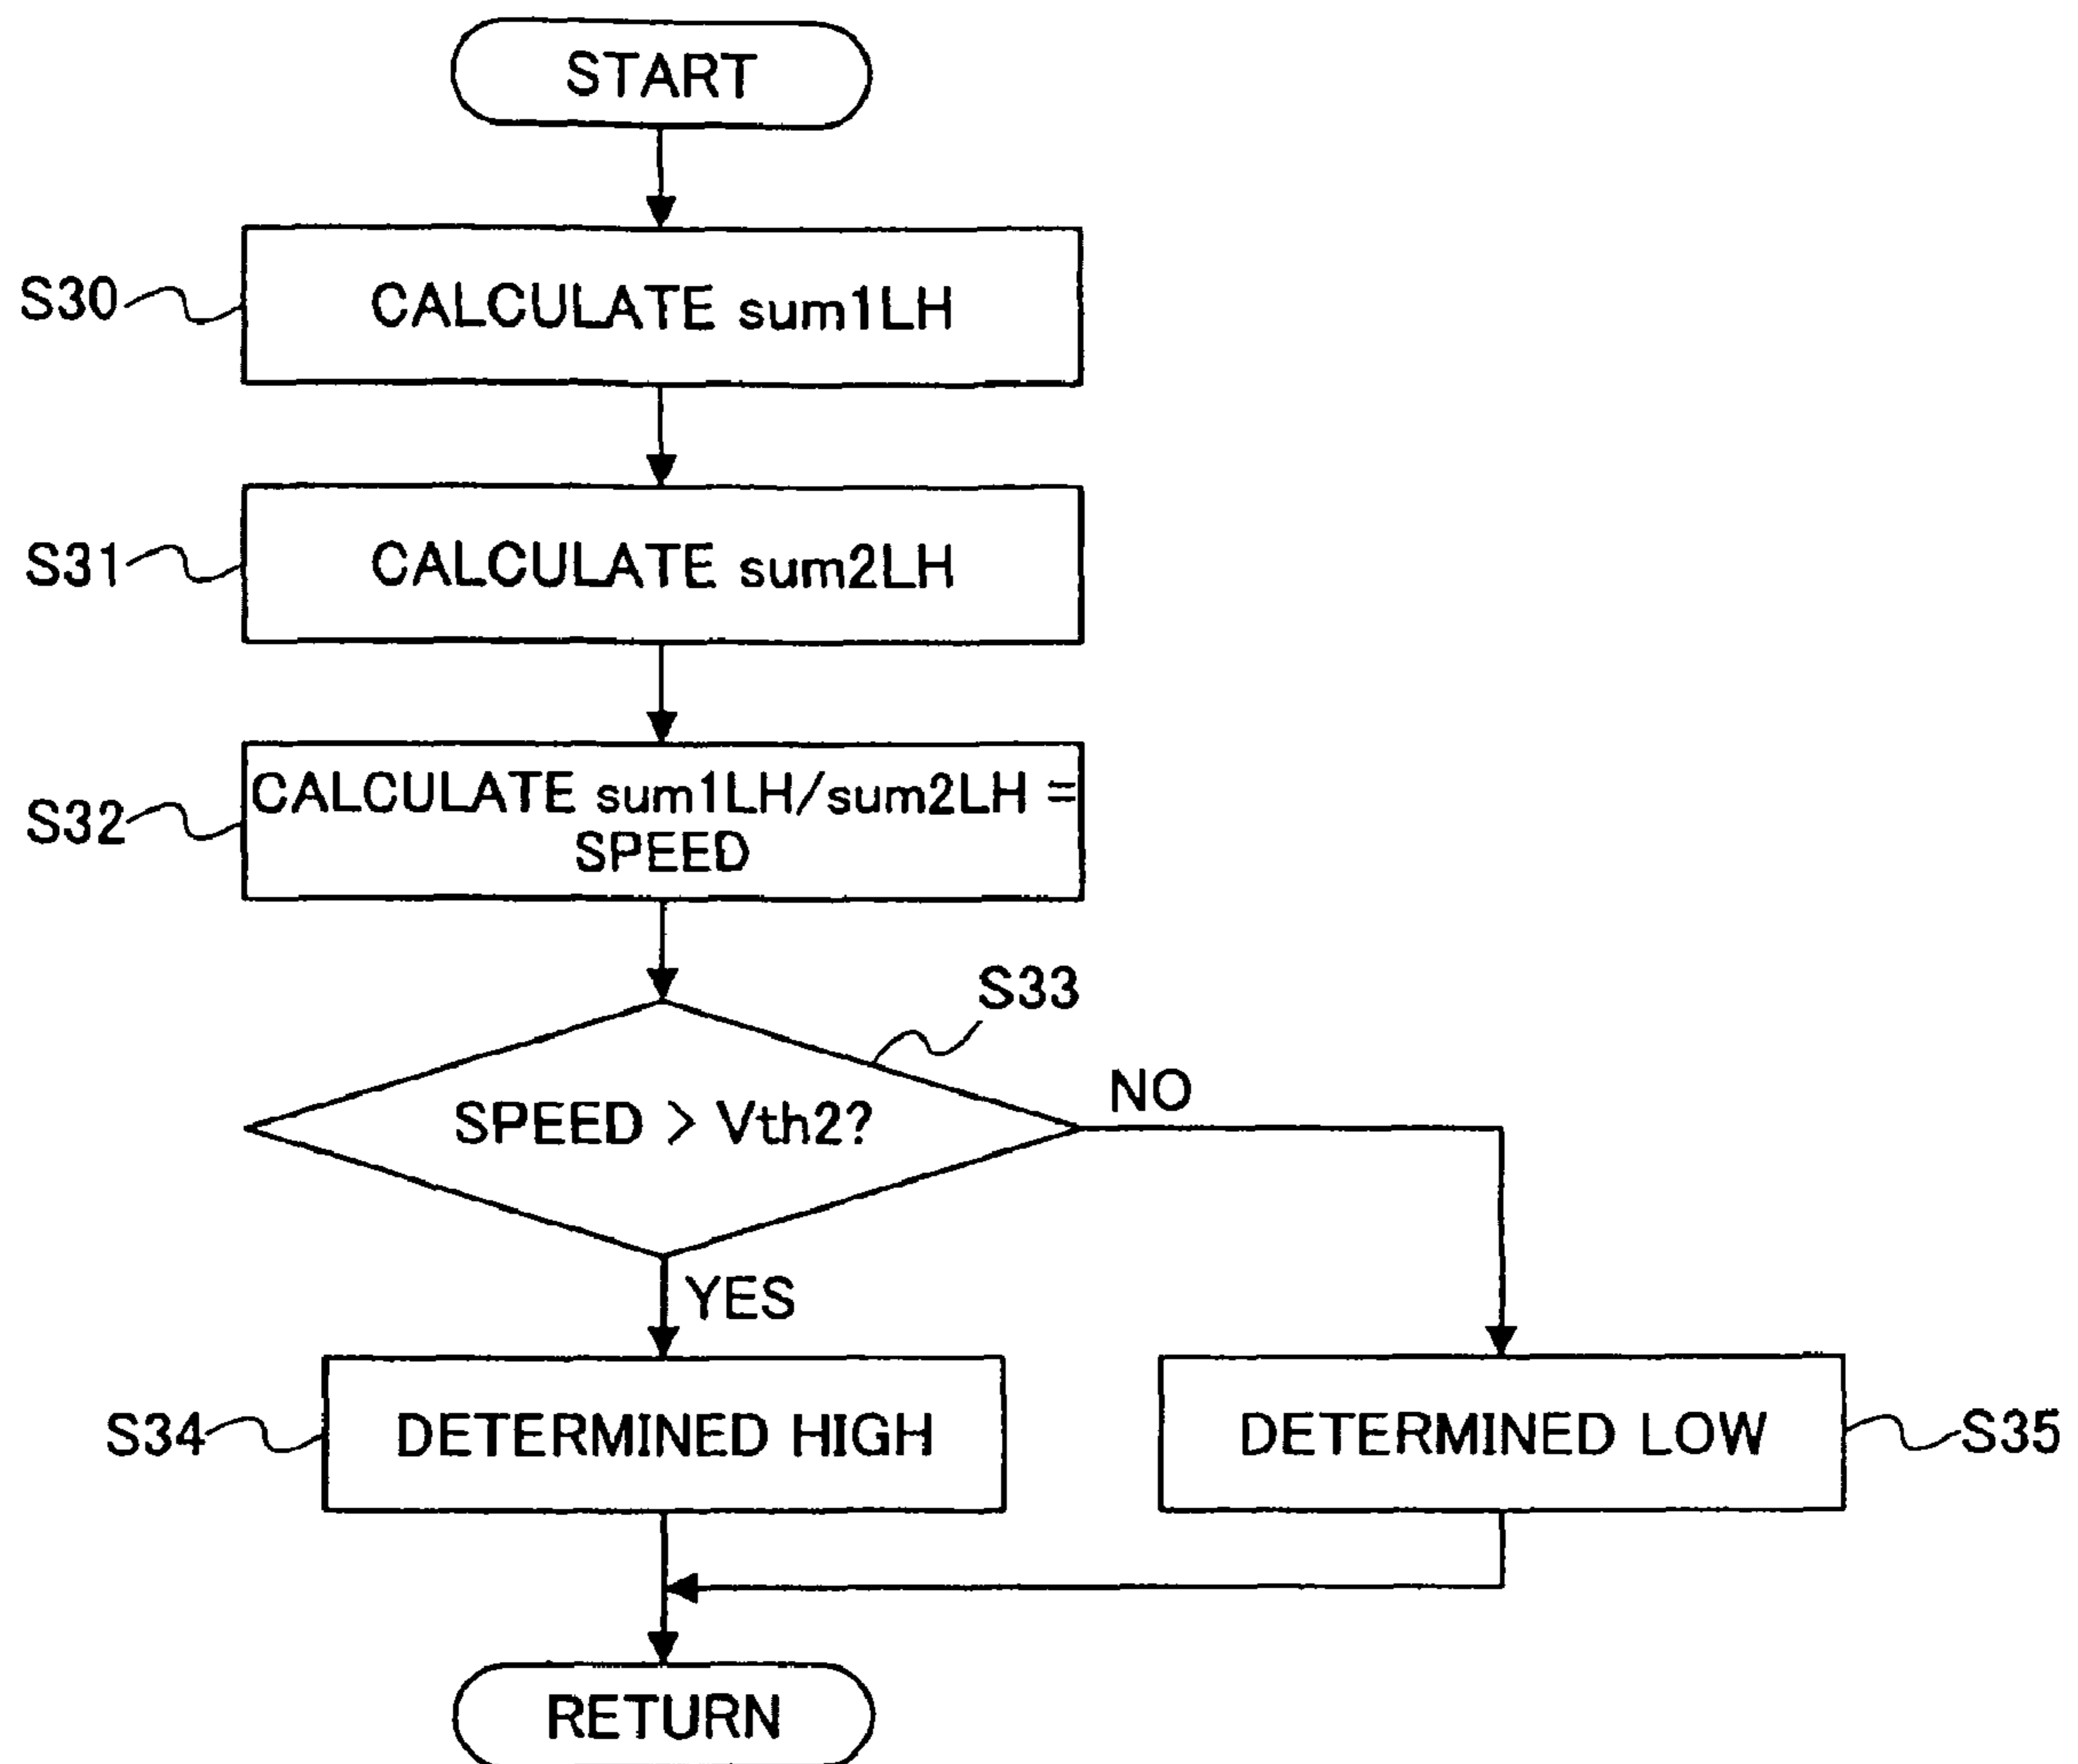 START
S30
CALCULATE sum1LH
S31
CALCULATE sum2LH
S32
CALCULATE sum1LH/sum2LH =
SPEED
S33
SPEED > Vth2?
NO
YES
S34
DETERMINED HIGH
DETERMINED LOW
S35
RETURN